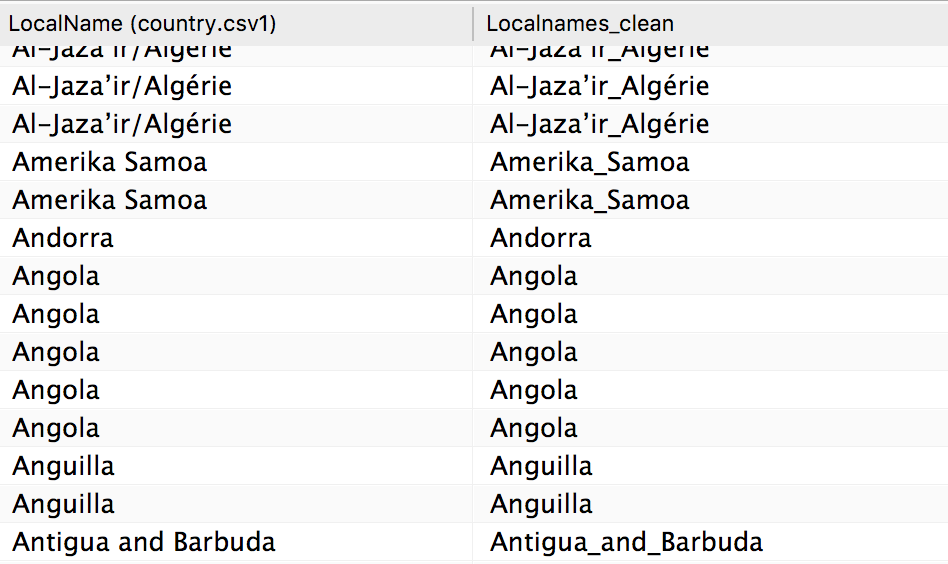 LocalName (country.csv1) Localnames_clean
Al-Jaza’ir/Algérie Al-Jaza’ir_Algérie
Al-Jaza’ir/Algérie Al-Jaza’ir_Algérie
Al-Jaza’ir/Algérie Al-Jaza’ir_Algérie
Amerika Samoa Amerika_Samoa
Amerika Samoa Amerika_Samoa
Andorra Andorra
Angola Angola
Angola Angola
Angola Angola
Angola Angola
Angola Angola
Anguilla Anguilla
Anguilla Anguilla
Antigua and Barbuda Antigua_and_Barbuda